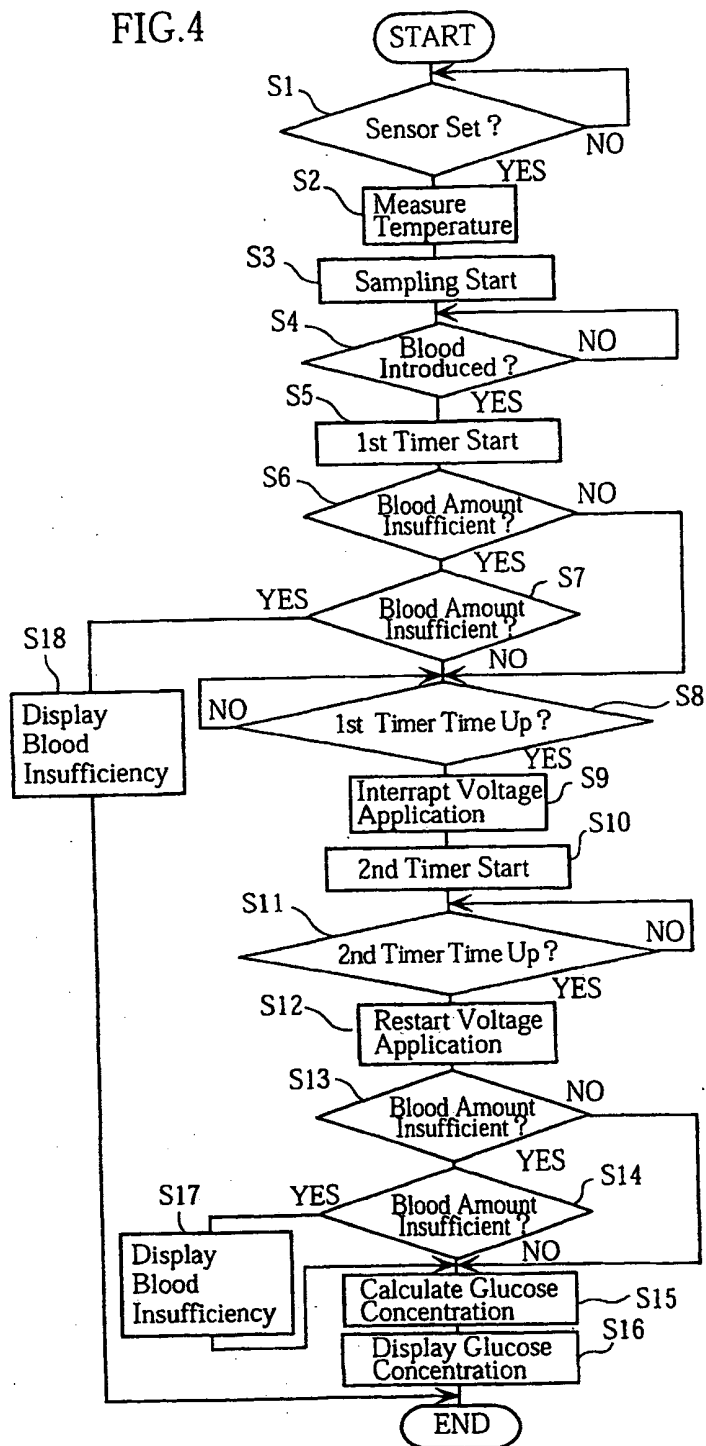 FIG.4
START
S1
Sensor Set ?
NO
YES
S2
Measure
Temperature
S3
Sampling Start
S4
Blood
Introduced ?
NO
YES
S5
1st Timer Start
S6
Blood Amount
Insufficient ?
NO
YES
S7
YES
Blood Amount
Insufficient ?
NO
S18
Display
Blood
Insufficiency
S8
NO
1st Timer Time Up ?
YES
S9
Interrapt Voltage
Application
S10
2nd Timer Start
S11
2nd Timer Time Up ?
NO
YES
S12
Restart Voltage
Application
S13
Blood Amount
Insufficient ?
NO
YES
S14
YES
Blood Amount
Insufficient ?
NO
S17
Display
Blood
Insufficiency
Calculate Glucose
Concentration
S15
S16
Display Glucose
Concentration
END